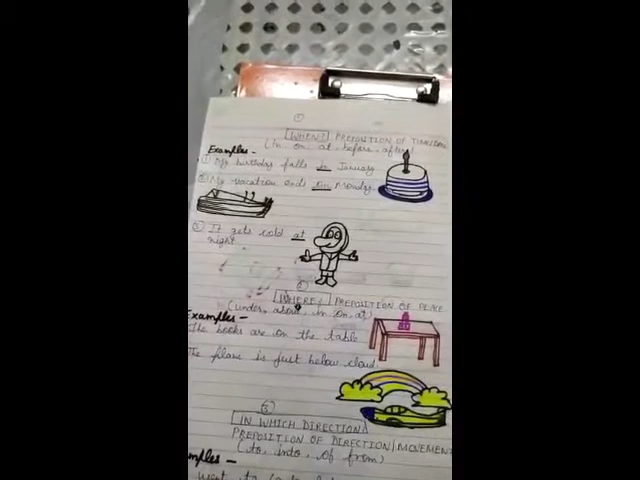 ①
WHEN? PREPOSITION OF TIME
(In, on, at, before, after)
Examples -
① My birthday falls in January
② My vacation ends on Monday
③ It gets cold at
night
②
WHERE? PREPOSITION OF PLACE
(under, above, in, on, at)
Examples -
The books are on the table
The plane is just below cloud.
③
IN WHICH DIRECTION
PREPOSITION OF DIRECTION/MOVEMENT
(to, into, of from)
mples -
went to